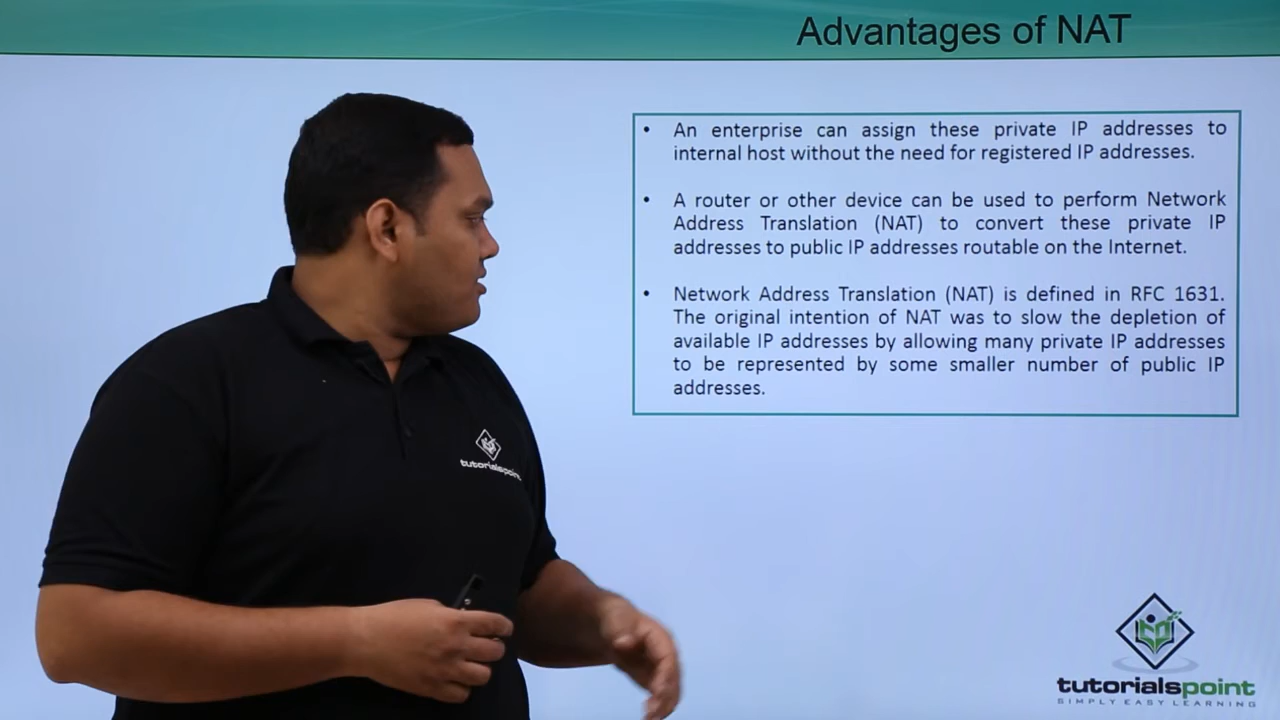 Advantages of NAT
• An enterprise can assign these private IP addresses to
internal host without the need for registered IP addresses.
• A router or other device can be used to perform Network
Address Translation (NAT) to convert these private IP
addresses to public IP addresses routable on the Internet.
• Network Address Translation (NAT) is defined in RFC 1631.
The original intention of NAT was to slow the depletion of
available IP addresses by allowing many private IP addresses
to be represented by some smaller number of public IP
addresses.
tutorialspoint
tutorialspoint
SIMPLY EASY LEARNING